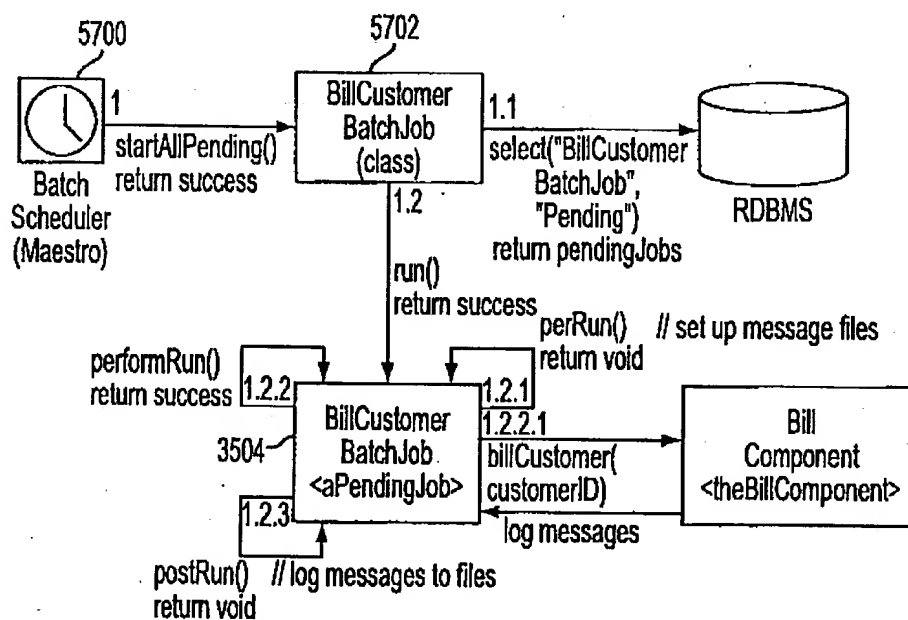 5700
5702
1
startAllPending()
return success
Batch
Scheduler
(Maestro)
BillCustomer
BatchJob
(class)
1.1
select("BillCustomer
BatchJob",
"Pending")
return pendingJobs
RDBMS
1.2
run()
return success
perRun() // set up message files
return void
performRun()
return success
1.2.2
1.2.1
3504
BillCustomer
BatchJob
<aPendingJob>
1.2.2.1
billCustomer(
customerID)
log messages
Bill
Component
<theBillComponent>
1.2.3
postRun() // log messages to files
return void